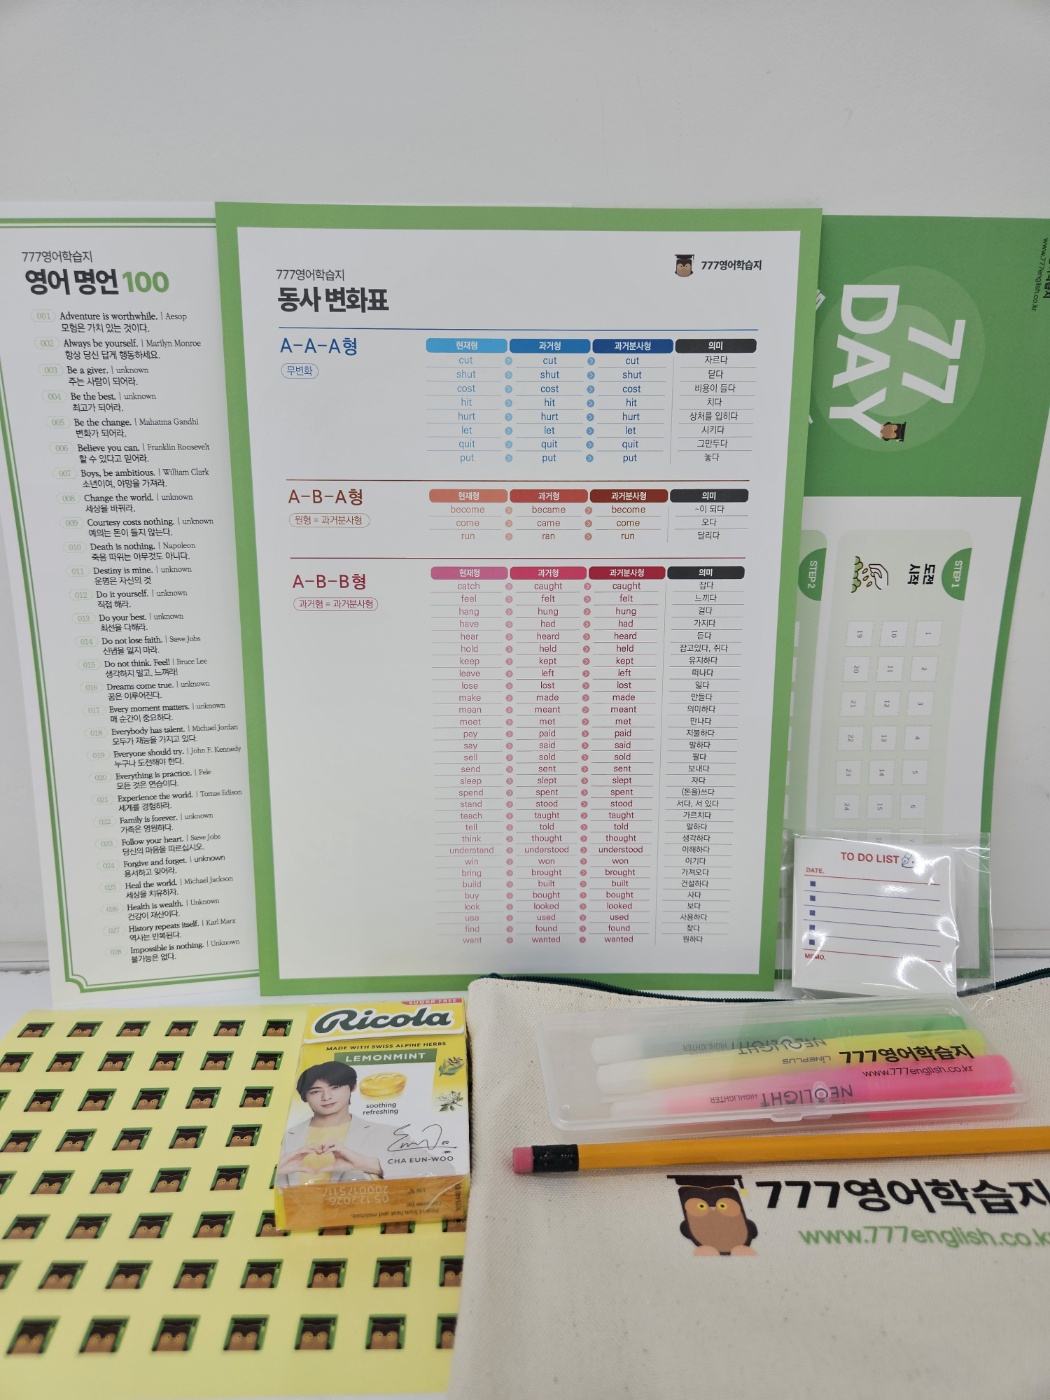 777영어학습지
영어 명언 100
001 Adventure is worthwhile. | Aesop
모험은 가치 있는 것이다.
002 Always be yourself. | Marilyn Monroe
항상 당신 답게 행동하세요.
003 Be a giver. | unknown
주는 사람이 되어라.
004 Be the best. | unknown
최고가 되어라.
005 Be the change. | Mahatma Gandhi
변화가 되어라.
006 Believe you can. | Franklin Roosevelt
할 수 있다고 믿어라.
007 Boys, be ambitious. | William Clark
소년이여, 야망을 가져라.
008 Change the world. | unknown
세상을 바꿔라.
009 Courtesy costs nothing. | unknown
예의는 돈이 들지 않는다.
010 Death is nothing. | Napoleon
죽음 따위는 아무것도 아니다.
011 Destiny is mine. | unknown
운명은 자신의 것
012 Do it yourself. | unknown
직접 해라.
013 Do your best. | unknown
최선을 다해라.
014 Do not lose faith. | Steve Jobs
신념을 잃지 마라.
015 Do not think. Feel! | Bruce Lee
생각하지 말고, 느껴라!
016 Dreams come true. | unknown
꿈은 이루어진다.
017 Every moment matters. | unknown
매 순간이 중요하다.
018 Everybody has talent. | Michael Jordan
모두가 재능을 가지고 있다.
019 Everyone should try. | John F. Kennedy
누구나 도전해야 한다.
020 Everything is practice. | Pele
모든 것은 연습이다.
021 Experience the world. | Tomas Edison
세계를 경험하라.
022 Family is forever. | unknown
가족은 영원하다.
023 Follow your heart. | Steve Jobs
당신의 마음을 따르십시오.
024 Forgive and forget. | unknown
용서하고 잊어라.
025 Heal the world. | Michael Jackson
세상을 치유하자.
026 Health is wealth. | Unknown
건강이 재산이다.
027 History repeats itself. | Karl Marx
역사는 반복된다.
028 Impossible is nothing. | Unknown
불가능은 없다.
777영어학습지
동사 변화표
777영어학습지
A-A-A형
무변화
현재형 과거형 과거분사형 의미
cut cut cut 자르다
shut shut shut 닫다
cost cost cost 비용이 들다
hit hit hit 치다
hurt hurt hurt 상처를 입히다
let let let 시키다
quit quit quit 그만두다
put put put 놓다
A-B-A형
원형 = 과거분사형
현재형 과거형 과거분사형 의미
become became become ~이 되다
come came come 오다
run ran run 달리다
A-B-B형
과거형 = 과거분사형
현재형 과거형 과거분사형 의미
catch caught caught 잡다
feel felt felt 느끼다
hang hung hung 걸다
have had had 가지다
hear heard heard 듣다
hold held held 잡고있다, 쥐다
keep kept kept 유지하다
leave left left 떠나다
lose lost lost 잃다
make made made 만들다
mean meant meant 의미하다
meet met met 만나다
pay paid paid 지불하다
say said said 말하다
sell sold sold 팔다
send sent sent 보내다
sleep slept slept 자다
spend spent spent (돈을)쓰다
stand stood stood 서다, 서 있다
teach taught taught 가르치다
tell told told 말하다
think thought thought 생각하다
understand understood understood 이해하다
win won won 이기다
bring brought brought 가져오다
build built built 건설하다
buy bought bought 사다
look looked looked 보다
use used used 사용하다
find found found 찾다
want wanted wanted 원하다
77
DAY
www.777english.co.kr
STEP 1
도전
시작
STEP 2
1 2 3 4 5 6
10 11 12 13 14 15
19 20 21 22 23 24
TO DO LIST
DATE.
MEMO.
SUGAR FREE
Ricola
MADE WITH SWISS ALPINE HERBS
LEMONMINT
soothing
refreshing
CHA EUN-WOO
NEOLIGHT HIGHLIGHTER
LINEPLUS
777영어학습지
www.777english.co.kr
NEOLIGHT HIGHLIGHTER
777영어학습지
www.777english.co.kr